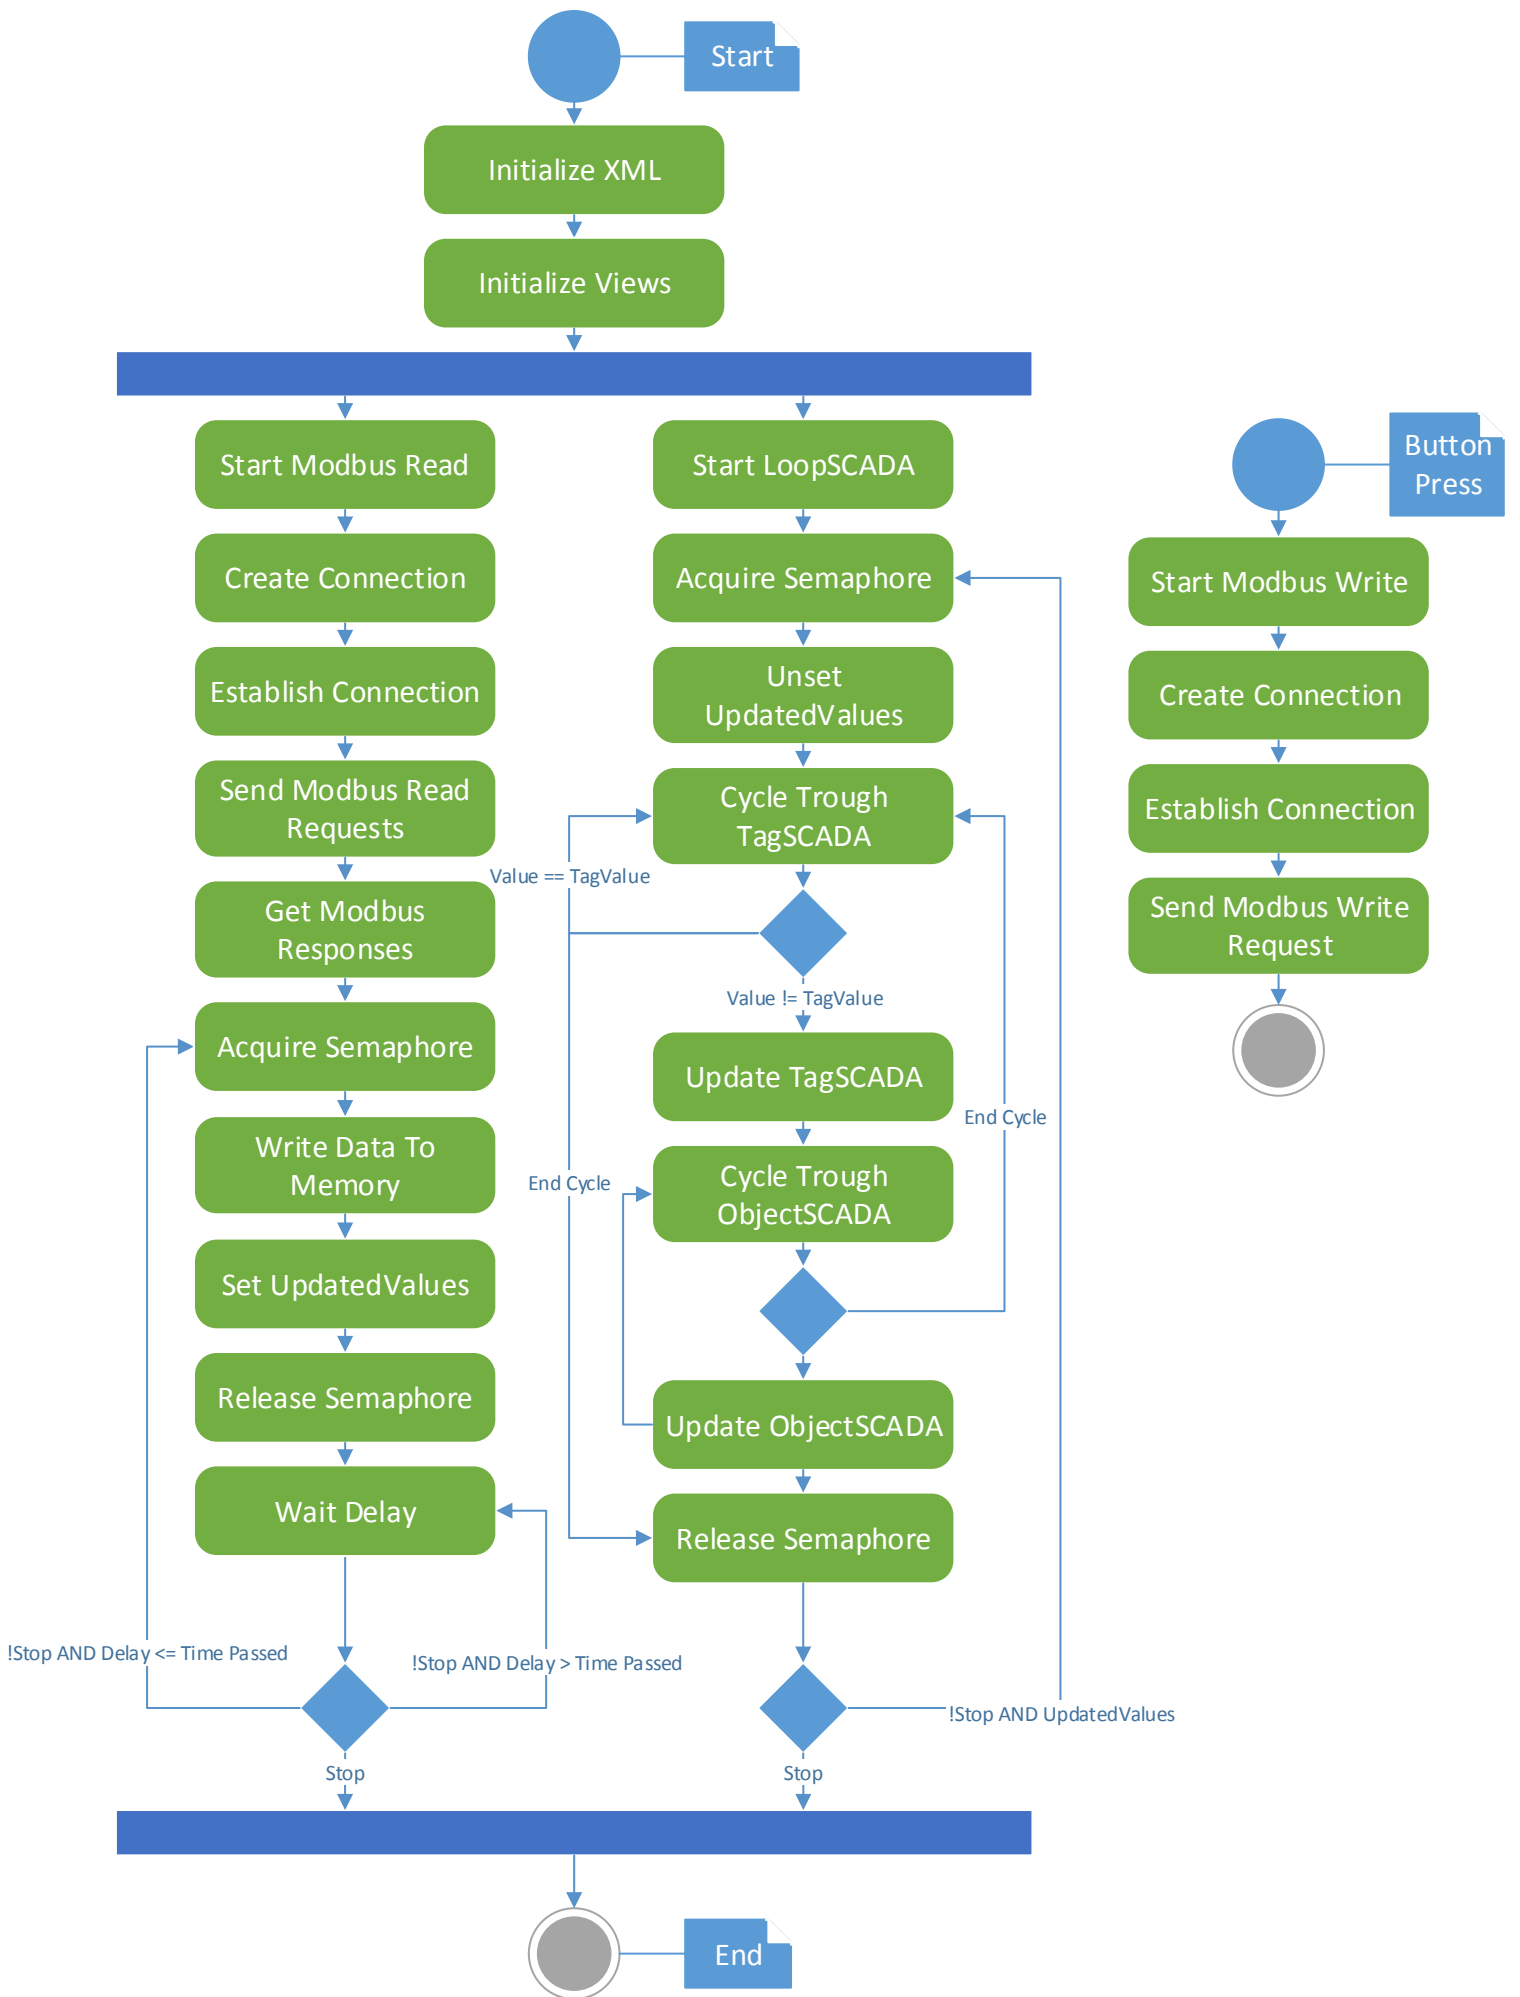 Start
Initialize XML
Initialize Views
Start Modbus Read
Create Connection
Establish Connection
Send Modbus Read
Requests
Get Modbus
Responses
Acquire Semaphore
Write Data To
Memory
Set UpdatedValues
Release Semaphore
Wait Delay
!Stop AND Delay <= Time Passed
!Stop AND Delay > Time Passed
Stop
Start LoopSCADA
Acquire Semaphore
Unset
UpdatedValues
Cycle Trough
TagSCADA
Value == TagValue
Value != TagValue
Update TagSCADA
End Cycle
Cycle Trough
ObjectSCADA
End Cycle
Update ObjectSCADA
Release Semaphore
!Stop AND UpdatedValues
Stop
End
Button
Press
Start Modbus Write
Create Connection
Establish Connection
Send Modbus Write
Request